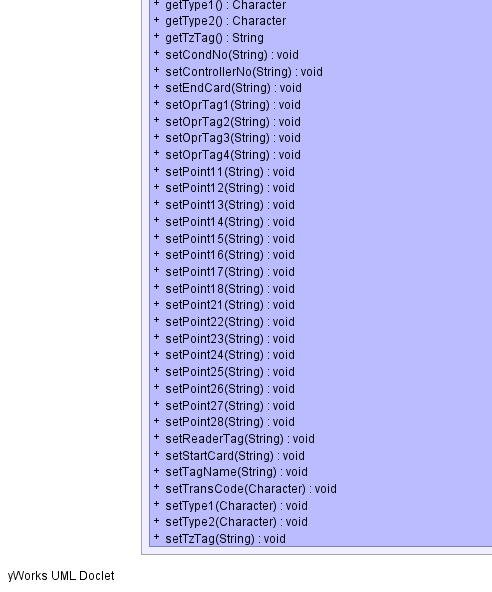 + getType1() : Character
+ getType2() : Character
+ getTzTag() : String
+ setCondNo(String) : void
+ setControllerNo(String) : void
+ setEndCard(String) : void
+ setOprTag1(String) : void
+ setOprTag2(String) : void
+ setOprTag3(String) : void
+ setOprTag4(String) : void
+ setPoint11(String) : void
+ setPoint12(String) : void
+ setPoint13(String) : void
+ setPoint14(String) : void
+ setPoint15(String) : void
+ setPoint16(String) : void
+ setPoint17(String) : void
+ setPoint18(String) : void
+ setPoint21(String) : void
+ setPoint22(String) : void
+ setPoint23(String) : void
+ setPoint24(String) : void
+ setPoint25(String) : void
+ setPoint26(String) : void
+ setPoint27(String) : void
+ setPoint28(String) : void
+ setReaderTag(String) : void
+ setStartCard(String) : void
+ setTagName(String) : void
+ setTransCode(Character) : void
+ setType1(Character) : void
+ setType2(Character) : void
+ setTzTag(String) : void
yWorks UML Doclet